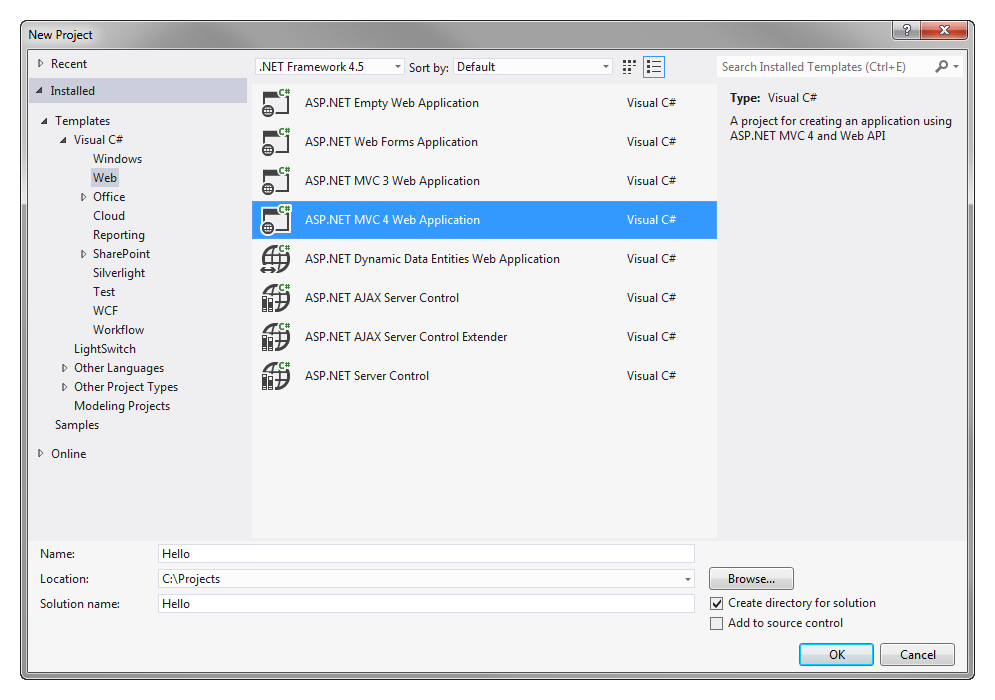 New Project
Recent
.NET Framework 4.5 Sort by: Default
Search Installed Templates (Ctrl+E)
Installed
Templates
Visual C#
Windows
Web
Office
Cloud
Reporting
SharePoint
Silverlight
Test
WCF
Workflow
LightSwitch
Other Languages
Other Project Types
Modeling Projects
Samples
Online
ASP.NET Empty Web Application Visual C#
ASP.NET Web Forms Application Visual C#
ASP.NET MVC 3 Web Application Visual C#
ASP.NET MVC 4 Web Application Visual C#
ASP.NET Dynamic Data Entities Web Application Visual C#
ASP.NET AJAX Server Control Visual C#
ASP.NET AJAX Server Control Extender Visual C#
ASP.NET Server Control Visual C#
Type: Visual C#
A project for creating an application using
ASP.NET MVC 4 and Web API
Name: Hello
Location: C:\Projects Browse...
Solution name: Hello
Create directory for solution
Add to source control
OK Cancel